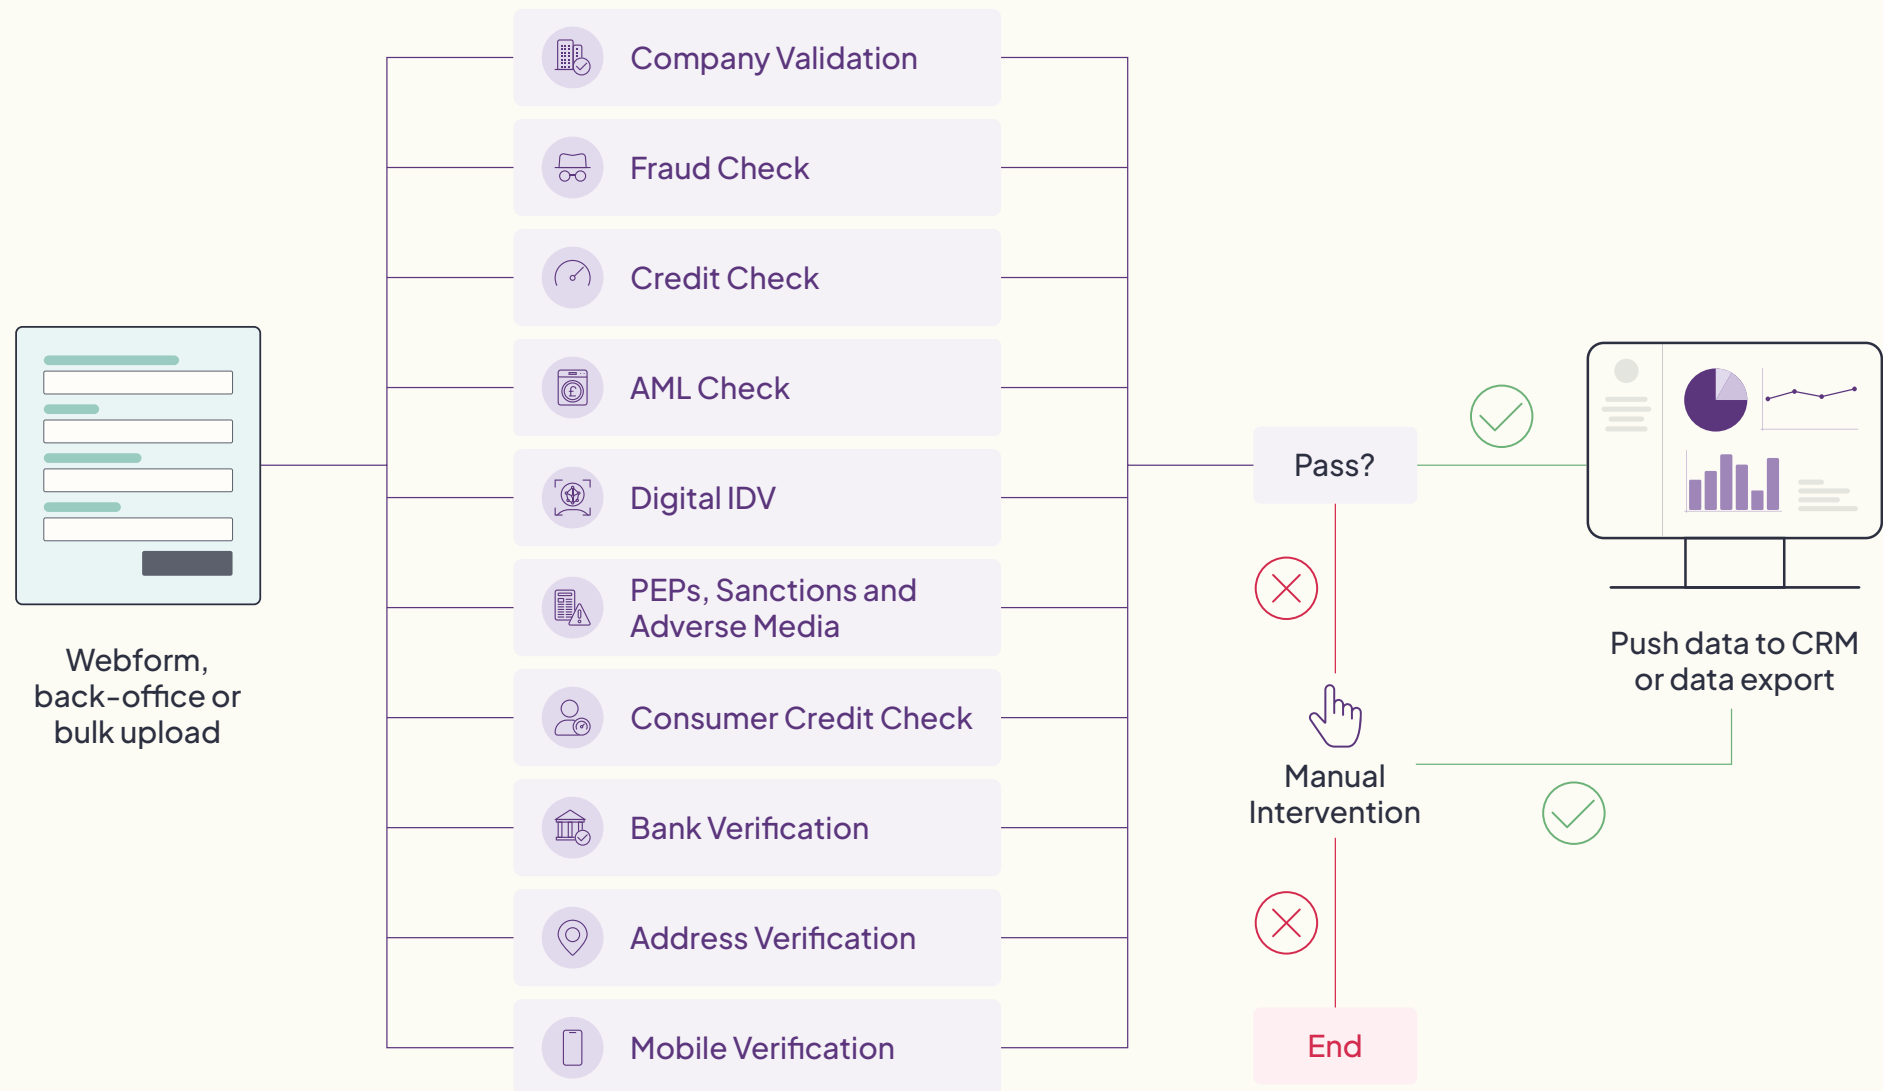 Company Validation
Fraud Check
Credit Check
AML Check
Digital IDV
PEPs, Sanctions and
Adverse Media
Consumer Credit Check
Bank Verification
Address Verification
Mobile Verification
Webform,
back-office or
bulk upload
Pass?
Push data to CRM
or data export
Manual
Intervention
End
£